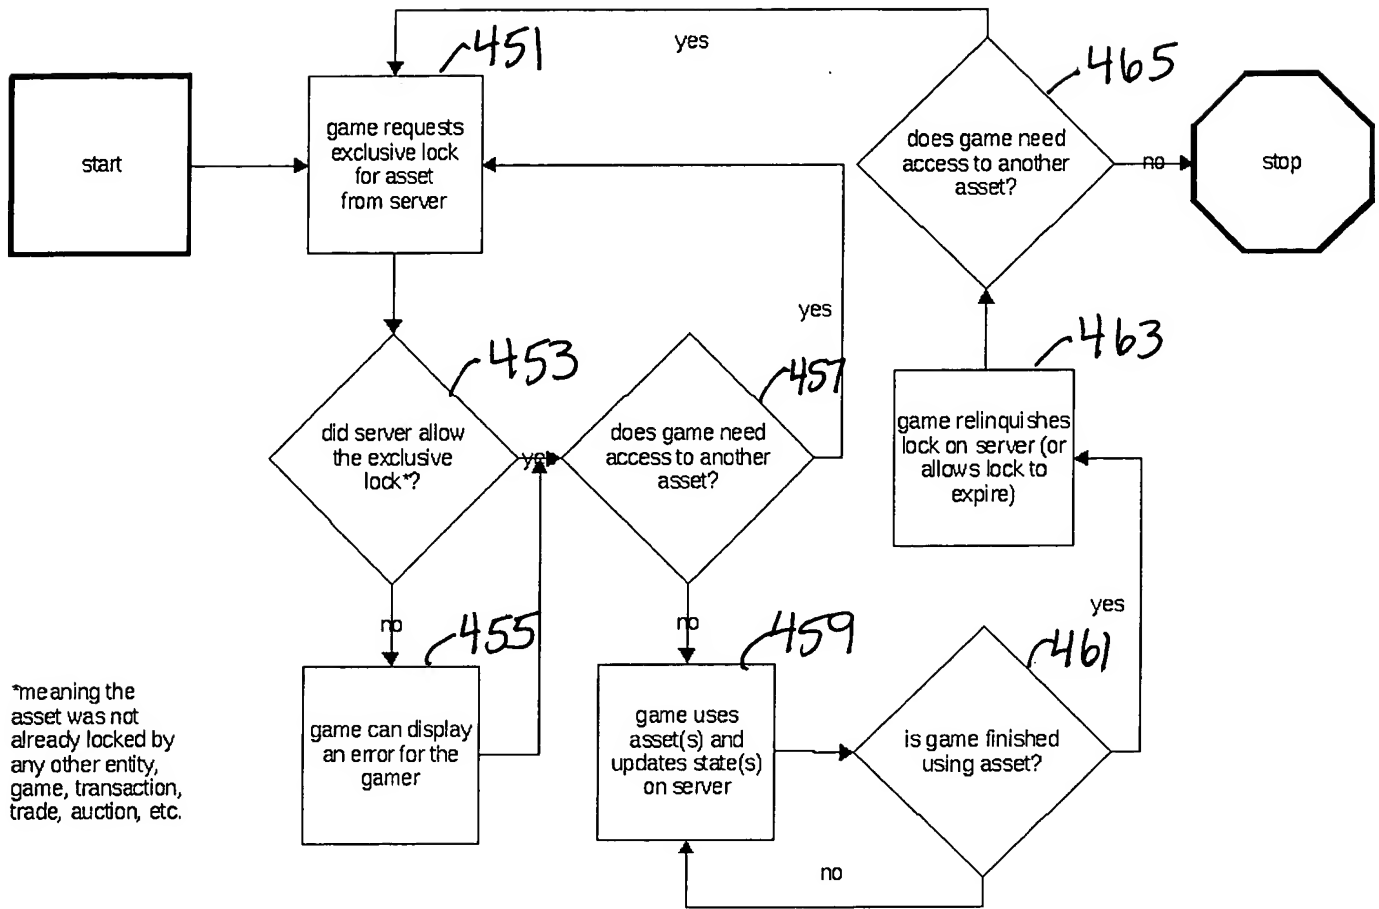 start
451
game requests
exclusive lock
for asset
from server
yes
465
does game need
access to another
asset?
no
stop
453
did server allow
the exclusive
lock*?
yes
457
does game need
access to another
asset?
yes
463
game relinquishes
lock on server (or
allows lock to
expire)
no
455
game can display
an error for the
gamer
no
459
game uses
asset(s) and
updates state(s)
on server
461
is game finished
using asset?
yes
no
*meaning the
asset was not
already locked by
any other entity,
game, transaction,
trade, auction, etc.